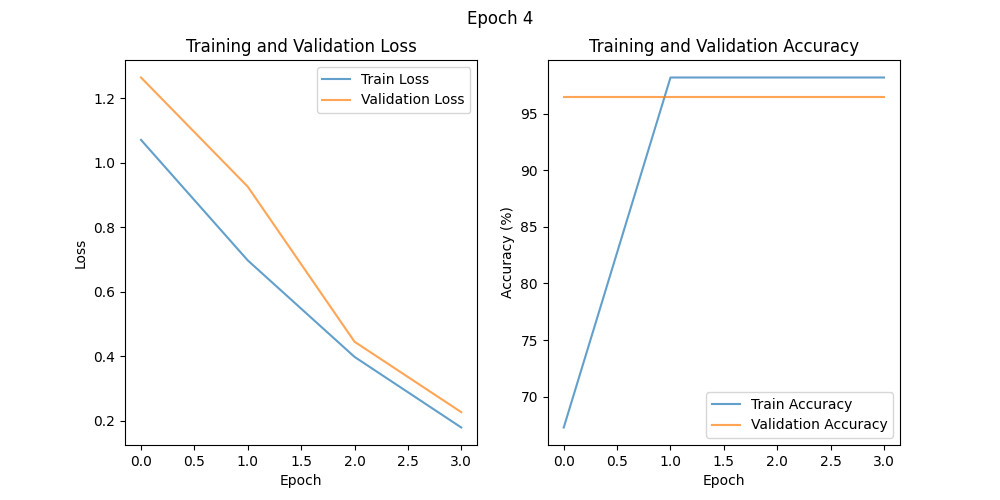 Epoch 4
Training and Validation Loss
Train Loss
Validation Loss
1.2
1.0
0.8
0.6
0.4
0.2
Loss
0.0 0.5 1.0 1.5 2.0 2.5 3.0
Epoch
Training and Validation Accuracy
95
90
85
80
75
70
Accuracy (%)
Train Accuracy
Validation Accuracy
0.0 0.5 1.0 1.5 2.0 2.5 3.0
Epoch